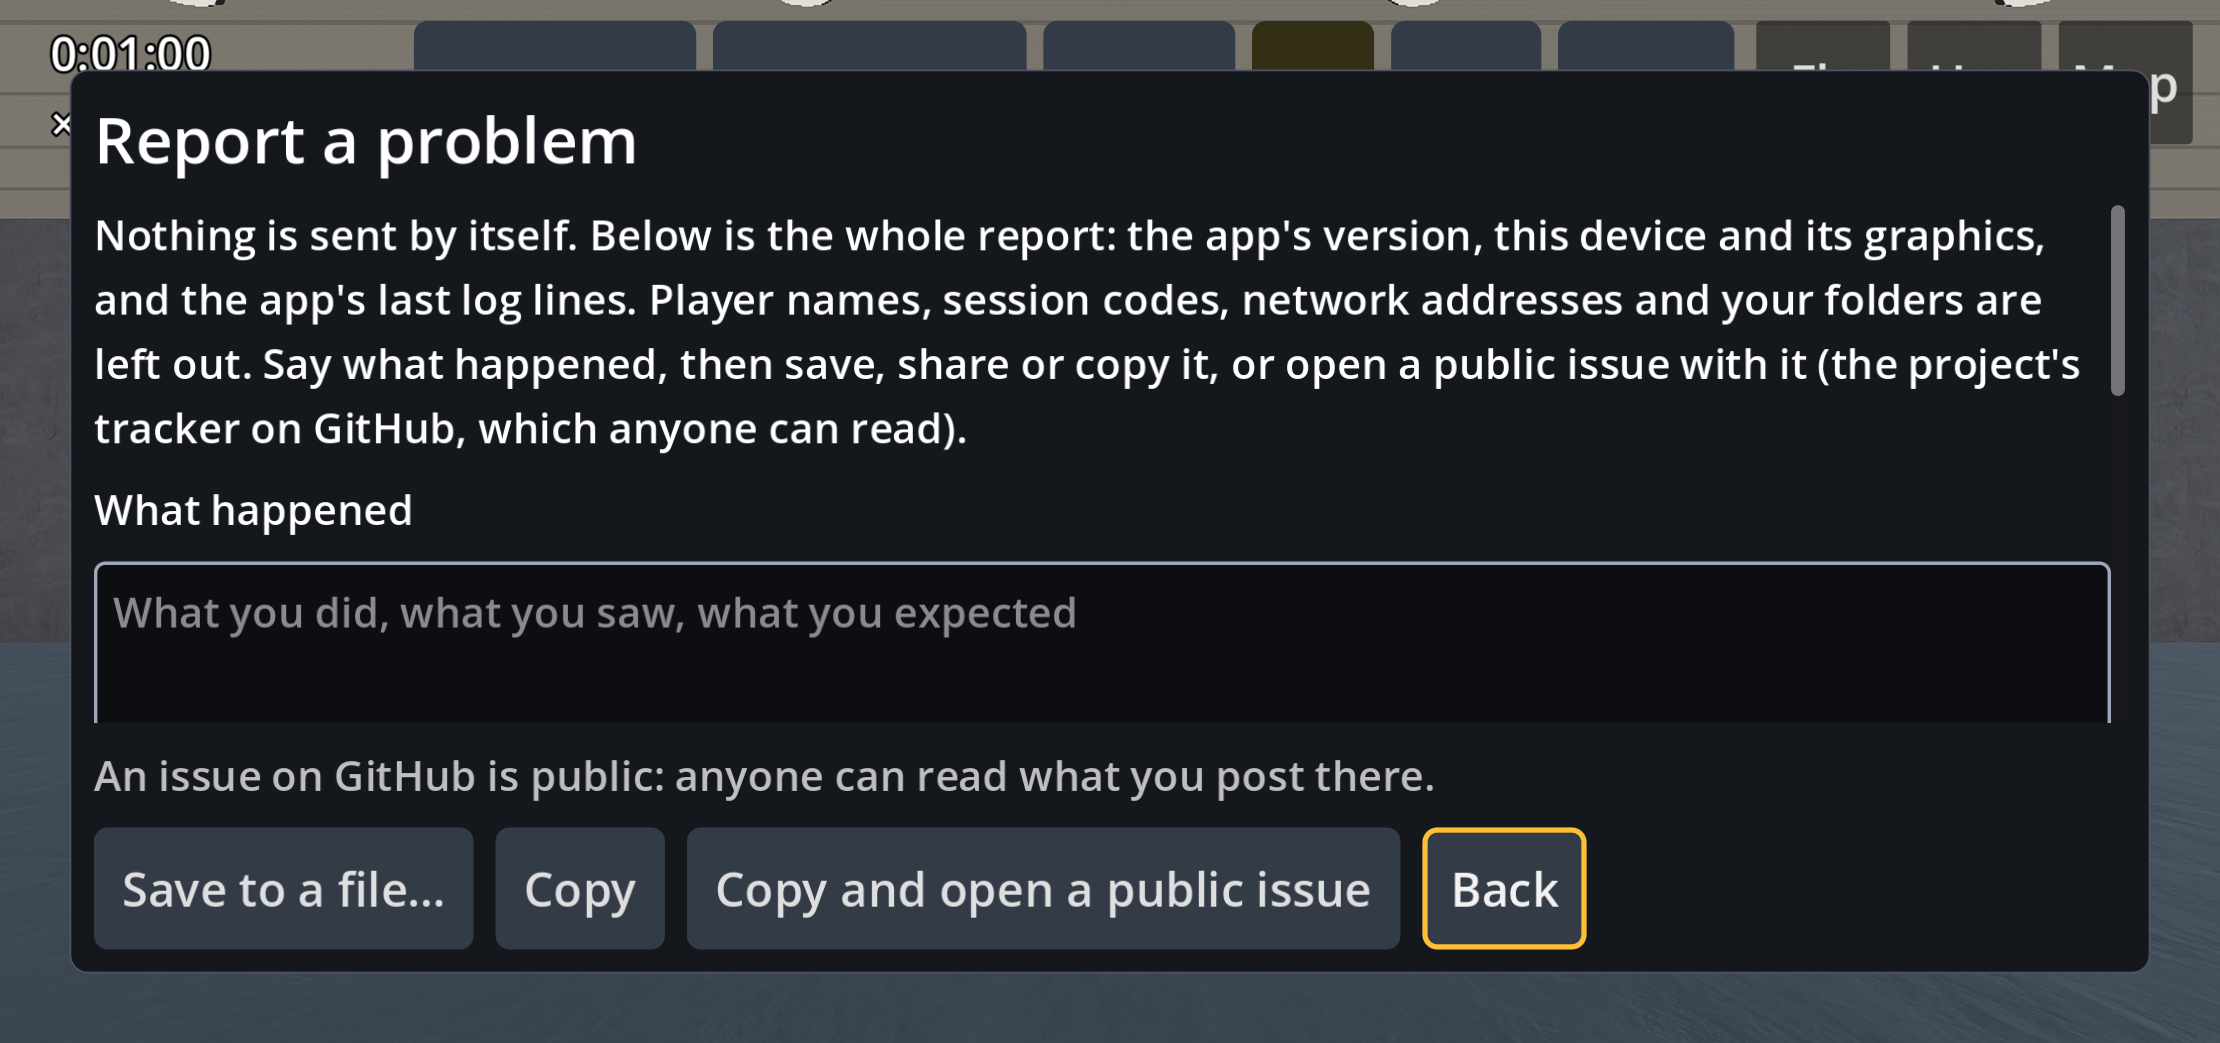 0:01:00
×
Report a problem
Nothing is sent by itself. Below is the whole report: the app's version, this device and its graphics,
and the app's last log lines. Player names, session codes, network addresses and your folders are
left out. Say what happened, then save, share or copy it, or open a public issue with it (the project's
tracker on GitHub, which anyone can read).
What happened
What you did, what you saw, what you expected
An issue on GitHub is public: anyone can read what you post there.
Save to a file...
Copy
Copy and open a public issue
Back